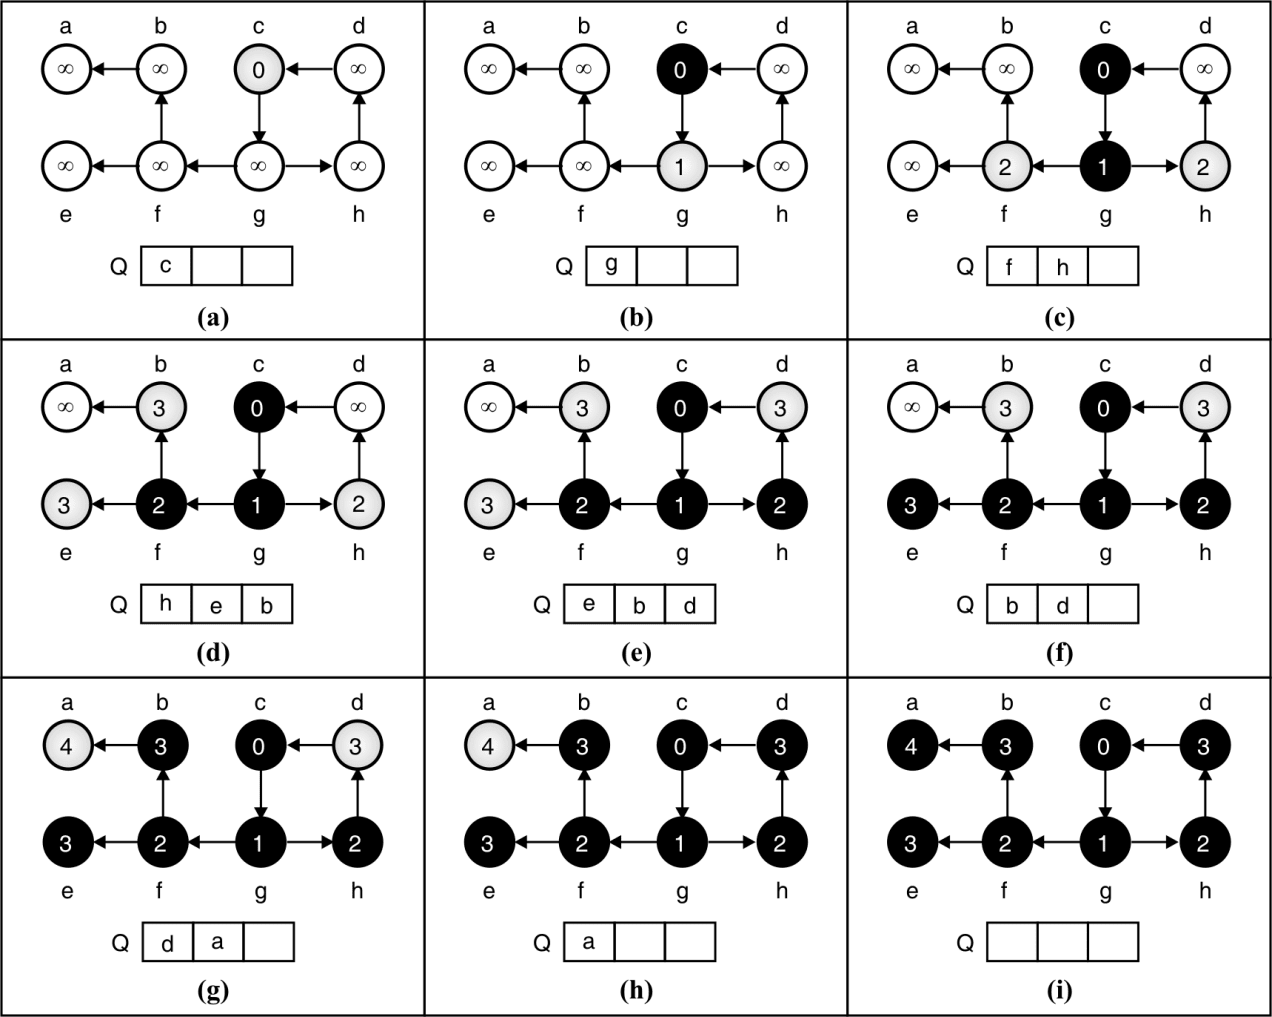 a b c d
∞ ∞ 0 ∞
∞ ∞ ∞ ∞
e f g h
Q c
(a)
a b c d
∞ ∞ 0 ∞
∞ ∞ 1 ∞
e f g h
Q g
(b)
a b c d
∞ ∞ 0 ∞
∞ 2 1 2
e f g h
Q f h
(c)
a b c d
∞ 3 0 ∞
3 2 1 2
e f g h
Q h e b
(d)
a b c d
∞ 3 0 3
3 2 1 2
e f g h
Q e b d
(e)
a b c d
∞ 3 0 3
3 2 1 2
e f g h
Q b d
(f)
a b c d
4 3 0 3
3 2 1 2
e f g h
Q d a
(g)
a b c d
4 3 0 3
3 2 1 2
e f g h
Q a
(h)
a b c d
4 3 0 3
3 2 1 2
e f g h
Q
(i)